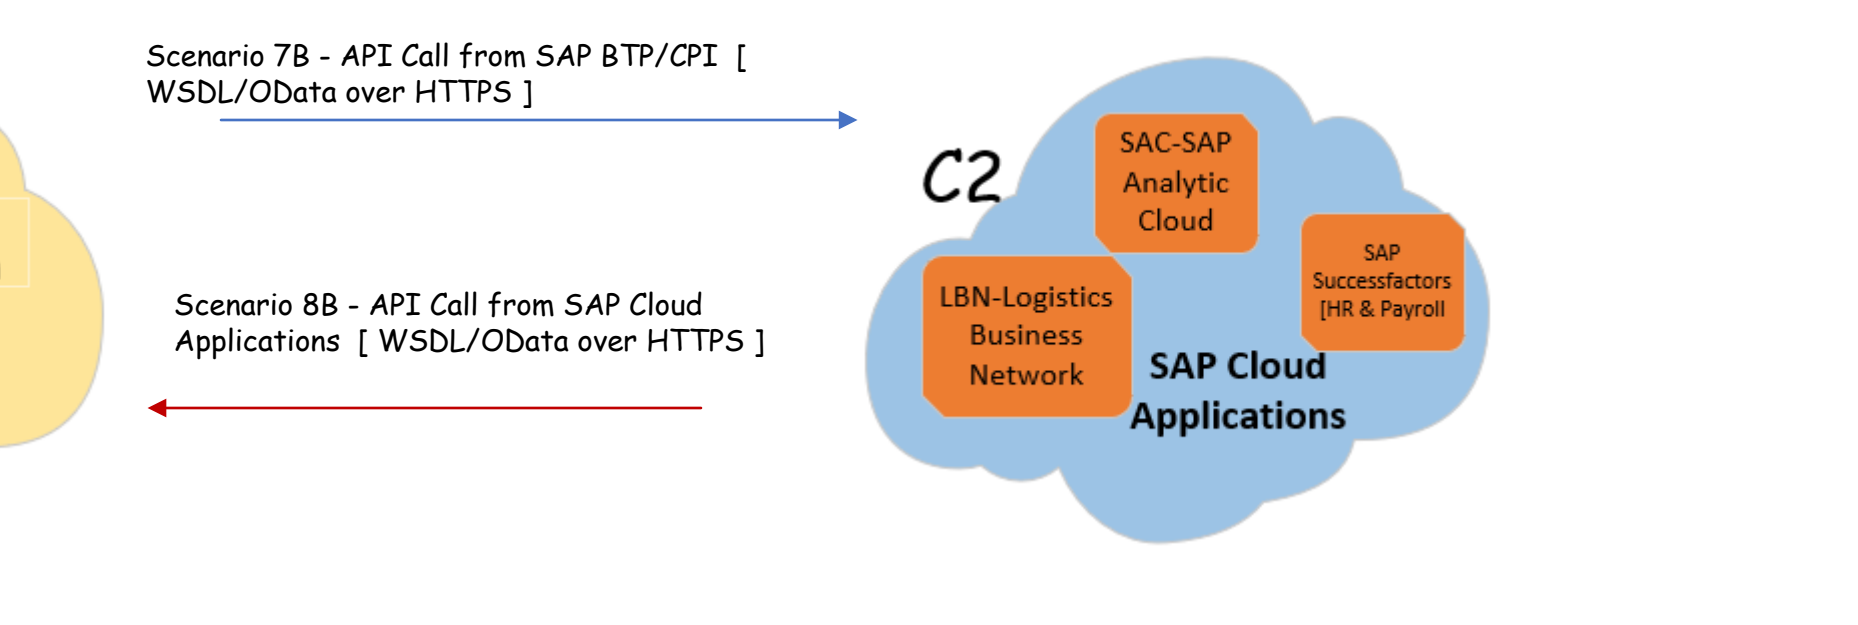 Scenario 7B - API Call from SAP BTP/CPI [
WSDL/OData over HTTPS ]
C2
SAC-SAP
Analytic
Cloud
SAP
Successfactors
[HR & Payroll
LBN-Logistics
Business
Network
SAP Cloud
Applications
Scenario 8B - API Call from SAP Cloud
Applications [ WSDL/OData over HTTPS ]